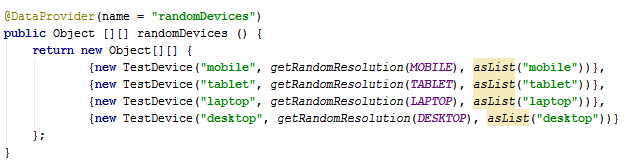 @DataProvider(name = "randomDevices")
public Object [][] randomDevices () {
return new Object[][] {
{new TestDevice("mobile", getRandomResolution(MOBILE), asList("mobile"))},
{new TestDevice("tablet", getRandomResolution(TABLET), asList("tablet"))},
{new TestDevice("laptop", getRandomResolution(LAPTOP), asList("laptop"))},
{new TestDevice("desktop", getRandomResolution(DESKTOP), asList("desktop"))}
};
}